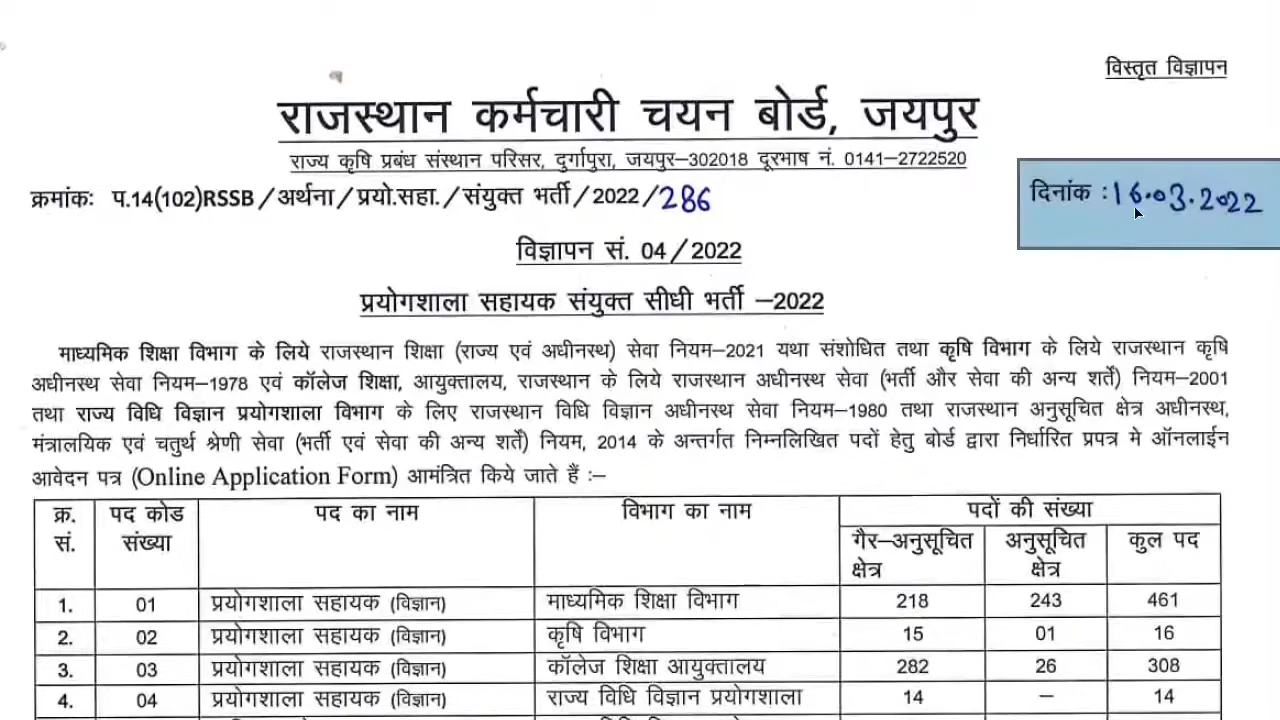 विस्तृत विज्ञापन
राजस्थान कर्मचारी चयन बोर्ड, जयपुर
राज्य कृषि प्रबंध संस्थान परिसर, दुर्गापुरा, जयपुर–302018 दूरभाष नं. 0141–2722520
क्रमांकः प.14(102)RSSB/अर्थना/प्रयो.सहा./संयुक्त भर्ती/2022/286 दिनांक :16.03.2022
विज्ञापन सं. 04/2022
प्रयोगशाला सहायक संयुक्त सीधी भर्ती –2022
माध्यमिक शिक्षा विभाग के लिये राजस्थान शिक्षा (राज्य एवं अधीनस्थ) सेवा नियम–2021 यथा संशोधित तथा कृषि विभाग के लिये राजस्थान कृषि
अधीनस्थ सेवा नियम–1978 एवं कॉलेज शिक्षा, आयुक्तालय, राजस्थान के लिये राजस्थान अधीनस्थ सेवा (भर्ती और सेवा की अन्य शर्ते) नियम–2001
तथा राज्य विधि विज्ञान प्रयोगशाला विभाग के लिए राजस्थान विधि विज्ञान अधीनस्थ सेवा नियम–1980 तथा राजस्थान अनुसूचित क्षेत्र अधीनस्थ,
मंत्रालयिक एवं चतुर्थ श्रेणी सेवा (भर्ती एवं सेवा की अन्य शर्ते) नियम, 2014 के अन्तर्गत निम्नलिखित पदों हेतु बोर्ड द्वारा निर्धारित प्रपत्र मे ऑनलाईन
आवेदन पत्र (Online Application Form) आमंत्रित किये जाते हैं :–
क्र. सं. पद कोड संख्या पद का नाम विभाग का नाम पदों की संख्या
गैर–अनुसूचित क्षेत्र अनुसूचित क्षेत्र कुल पद
1. 01 प्रयोगशाला सहायक (विज्ञान) माध्यमिक शिक्षा विभाग 218 243 461
2. 02 प्रयोगशाला सहायक (विज्ञान) कृषि विभाग 15 01 16
3. 03 प्रयोगशाला सहायक (विज्ञान) कॉलेज शिक्षा आयुक्तालय 282 26 308
4. 04 प्रयोगशाला सहायक (विज्ञान) राज्य विधि विज्ञान प्रयोगशाला 14 – 14